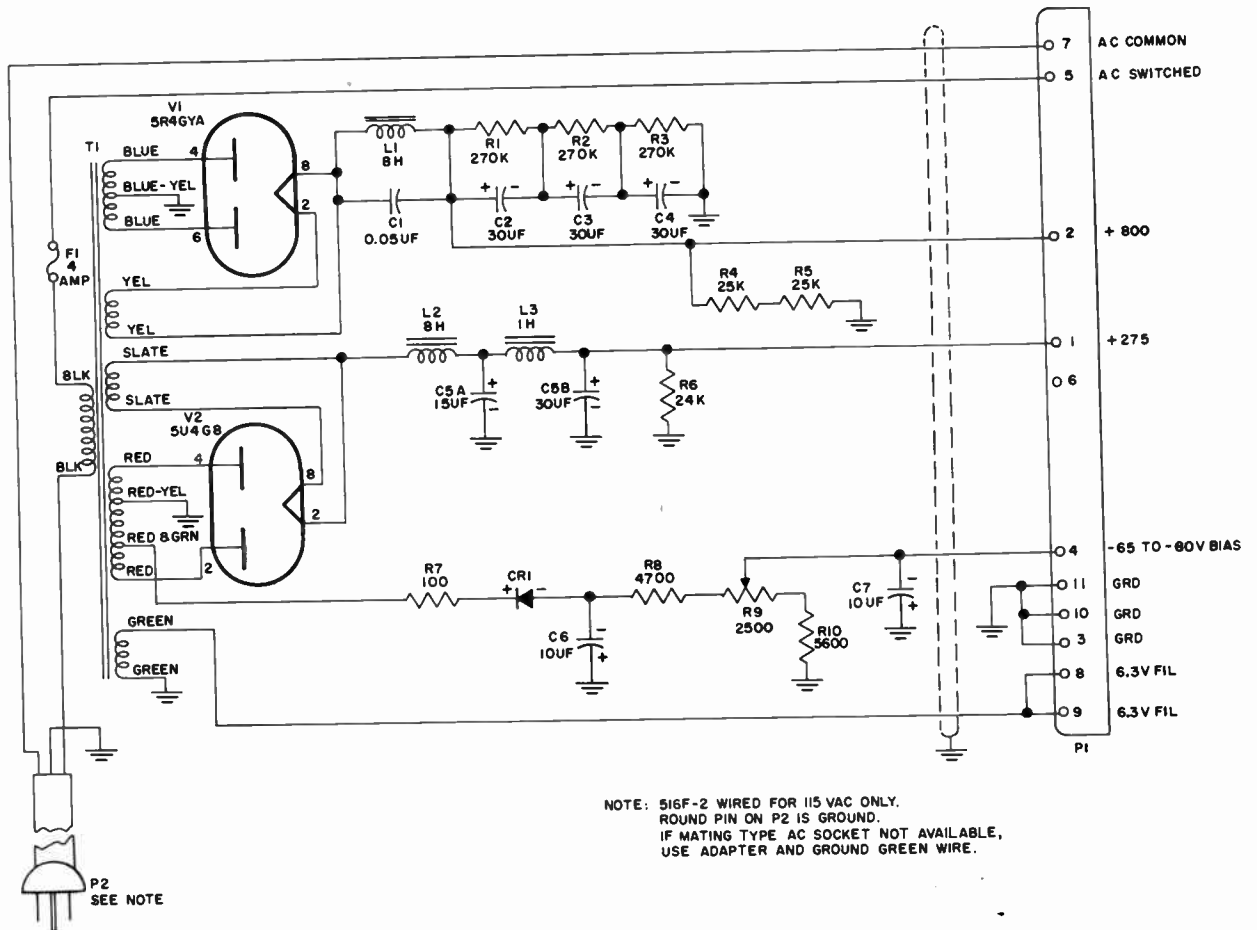 7 AC COMMON
5 AC SWITCHED
V1
5R4GYA
T1
BLUE 4
8
BLUE-YEL
2
BLUE
6
L1
8H
R1
270K
R2
270K
R3
270K
C1
0.05UF
+ -
C2
30UF
+ -
C3
30UF
+ -
C4
30UF
2 + 800
F1
4
AMP
YEL
YEL
R4
25K
R5
25K
SLATE
SLATE
L2
8H
L3
1H
1 +275
6
BLK
BLK
C5A
15UF
+
-
C5B
30UF
+
-
R6
24K
V2
5U4GB
RED 4
8
RED-YEL
2
RED & GRN
RED 2
4 -65 TO -80V BIAS
R7
100
CR1
+ -
R8
4700
R9
2500
R10
5600
C6
10UF
-
+
C7
10UF
-
+
11 GRD
10 GRD
3 GRD
8 6.3V FIL
9 6.3V FIL
GREEN
GREEN
P1
NOTE: 516F-2 WIRED FOR 115 VAC ONLY.
ROUND PIN ON P2 IS GROUND.
IF MATING TYPE AC SOCKET NOT AVAILABLE,
USE ADAPTER AND GROUND GREEN WIRE.
P2
SEE NOTE